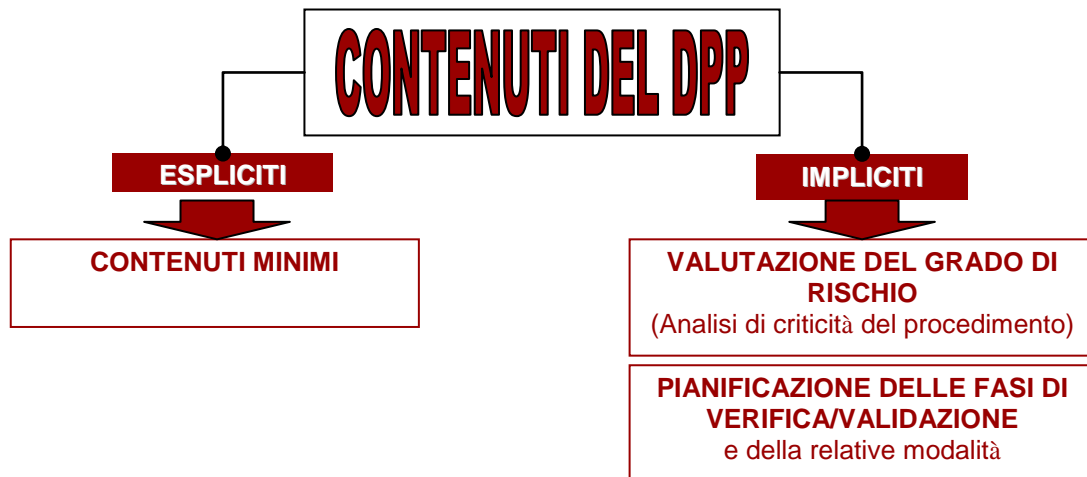 CONTENUTI DEL DPP
ESPLICITI
CONTENUTI MINIMI
IMPLICITI
VALUTAZIONE DEL GRADO DI
RISCHIO
(Analisi di criticità del procedimento)
PIANIFICAZIONE DELLE FASI DI
VERIFICA/VALIDAZIONE
e della relative modalità